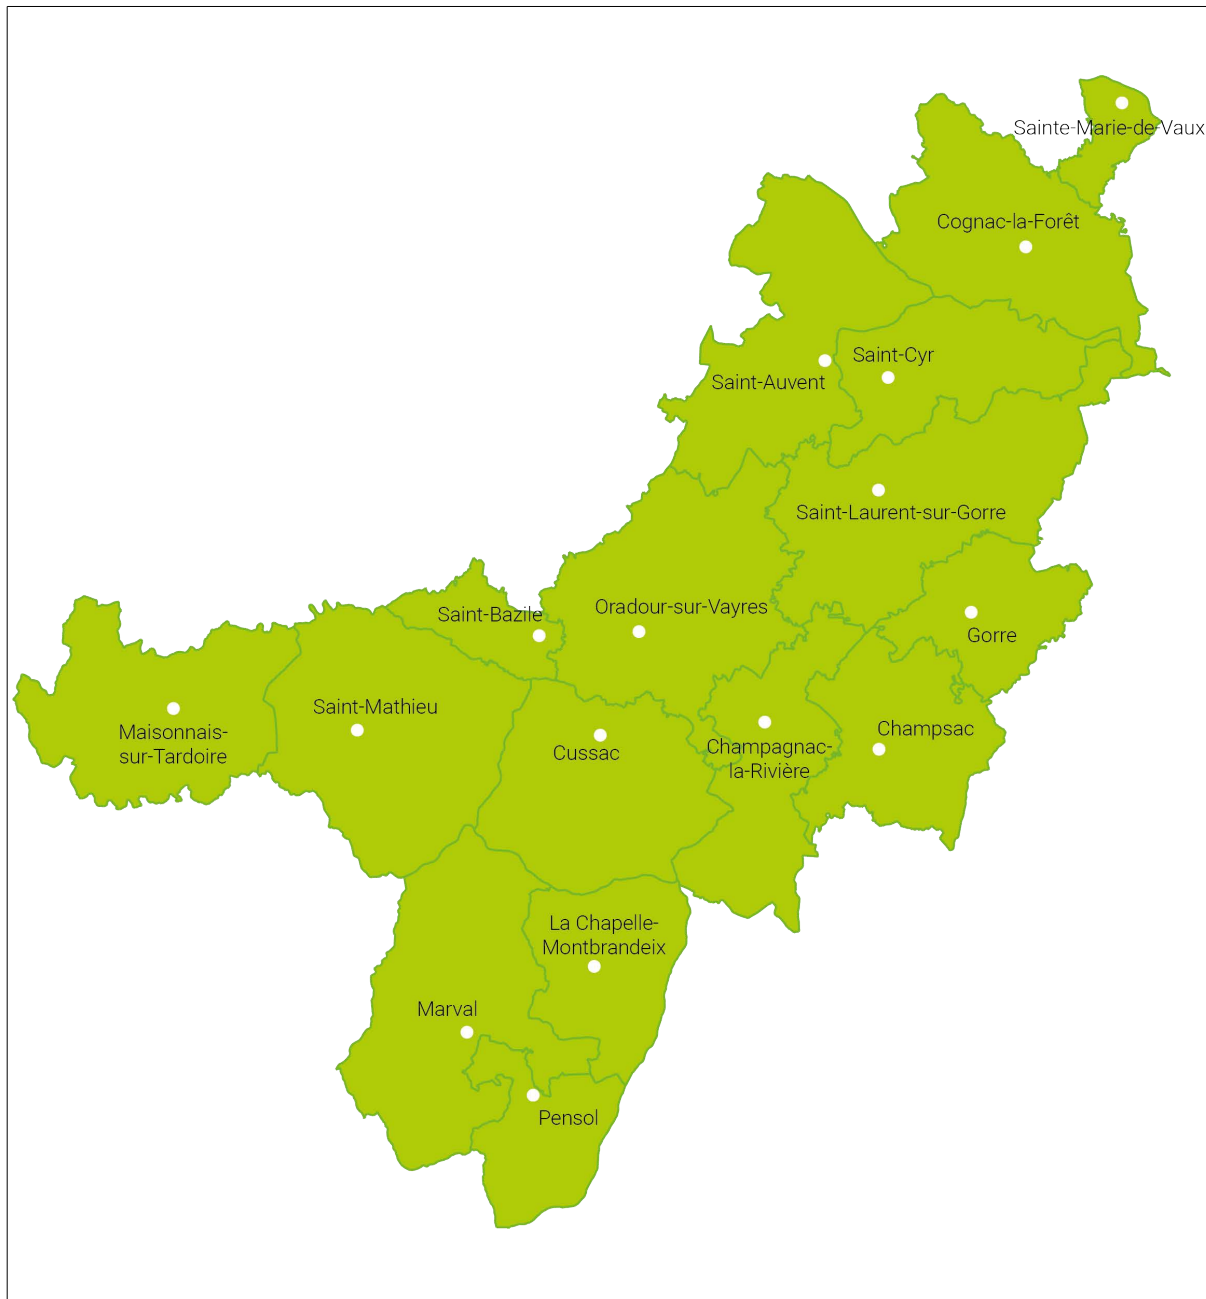 Sainte-Marie-de-Vaux
Cognac-la-Forêt
Saint-Cyr
Saint-Auvent
Saint-Laurent-sur-Gorre
Oradour-sur-Vayres
Saint-Bazile
Gorre
Saint-Mathieu
Maisonnais-
sur-Tardoire
Cussac
Champagnac-
la-Rivière
Champsac
La Chapelle-
Montbrandeix
Marval
Pensol